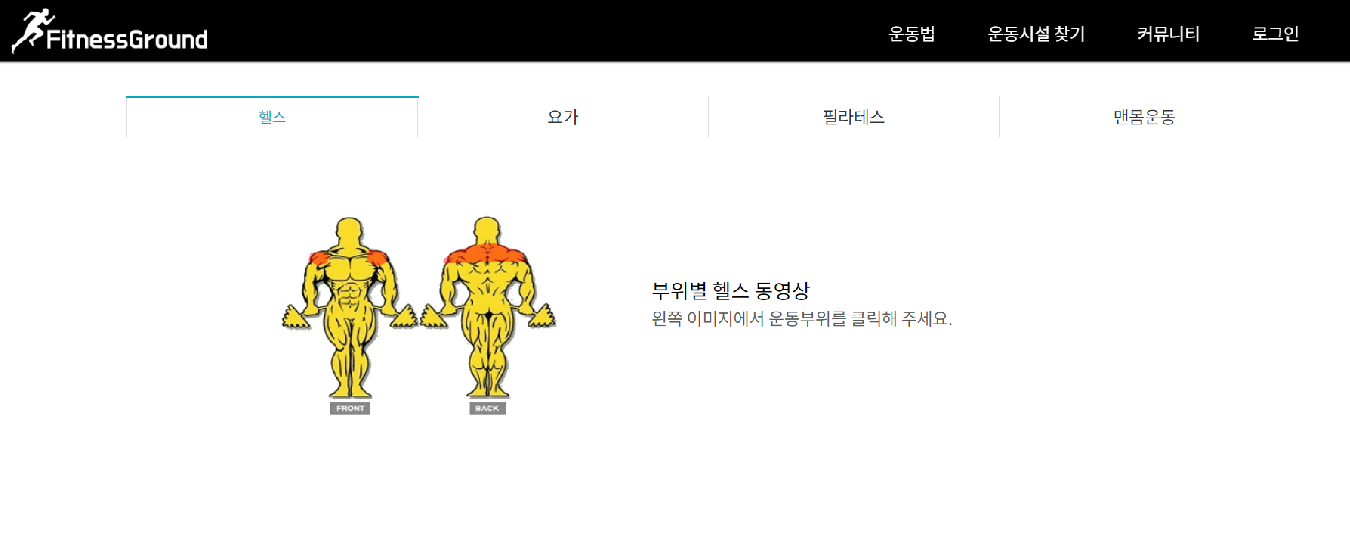 FitnessGround
운동법
운동시설 찾기
커뮤니티
로그인
헬스
요가
필라테스
맨몸운동
부위별 헬스 동영상
왼쪽 이미지에서 운동부위를 클릭해 주세요.
FRONT
BACK